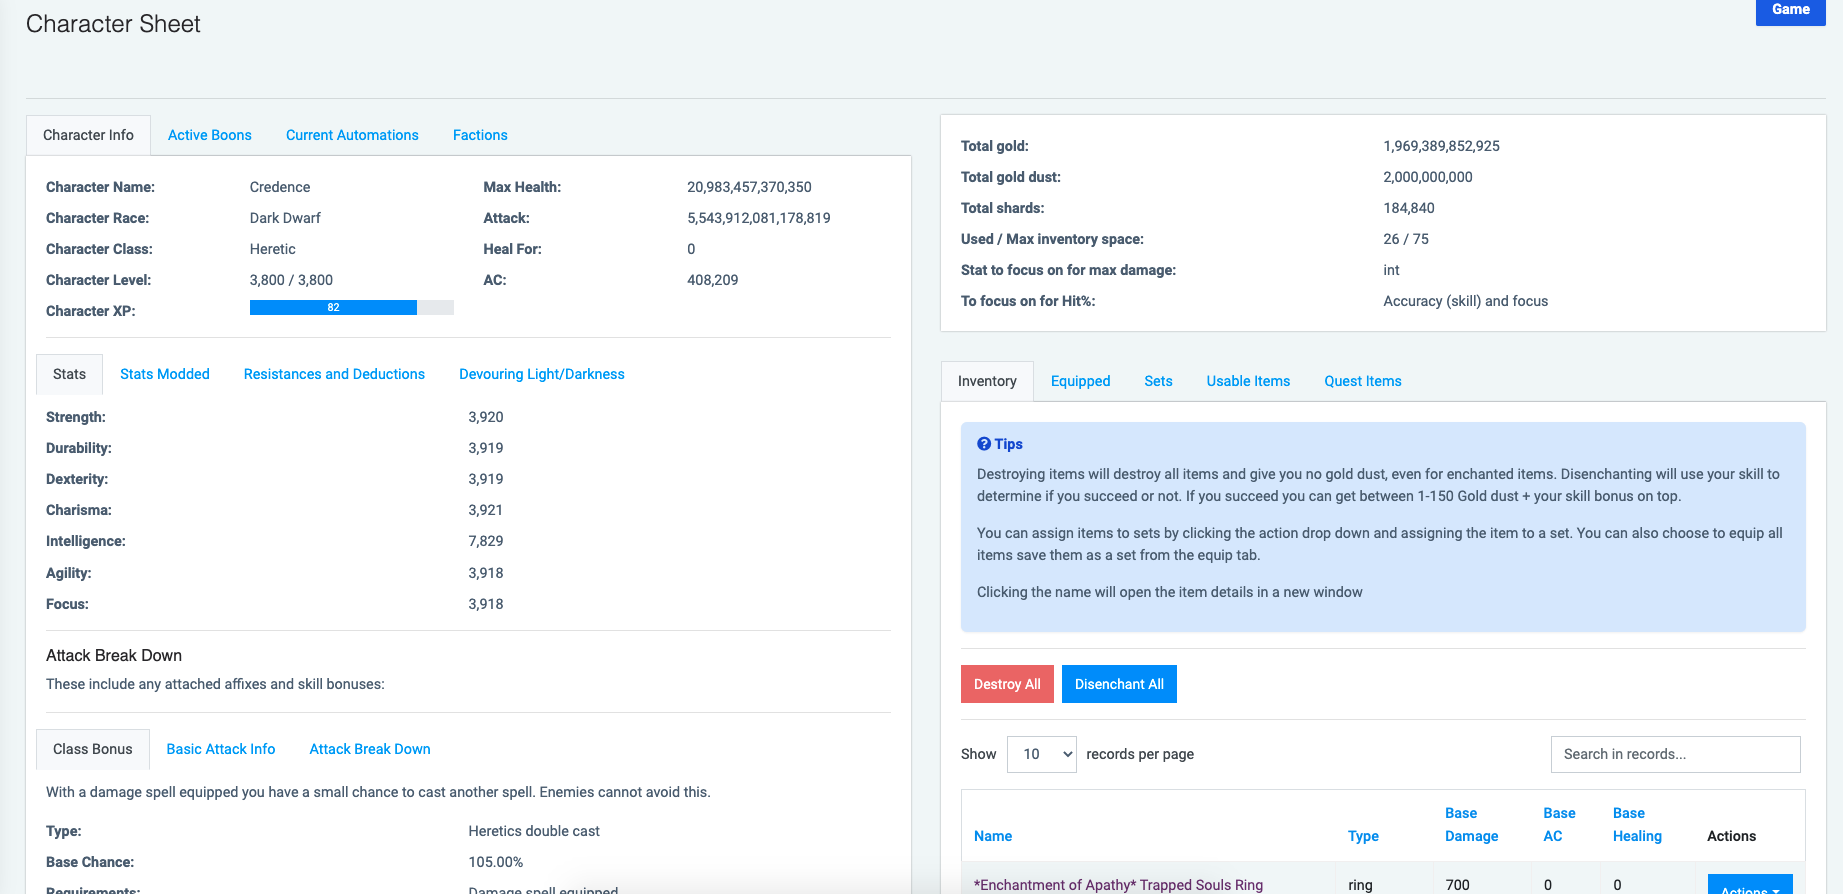 Character Sheet
Game
Character Info Active Boons Current Automations Factions
Character Name: Credence Max Health: 20,983,457,370,350
Character Race: Dark Dwarf Attack: 5,543,912,081,178,819
Character Class: Heretic Heal For: 0
Character Level: 3,800 / 3,800 AC: 408,209
Character XP: 82
Stats Stats Modded Resistances and Deductions Devouring Light/Darkness
Strength: 3,920
Durability: 3,919
Dexterity: 3,919
Charisma: 3,921
Intelligence: 7,829
Agility: 3,918
Focus: 3,918
Attack Break Down
These include any attached affixes and skill bonuses:
Class Bonus Basic Attack Info Attack Break Down
With a damage spell equipped you have a small chance to cast another spell. Enemies cannot avoid this.
Type: Heretics double cast
Base Chance: 105.00%
Requirements: Damage spell equipped
Total gold: 1,969,389,852,925
Total gold dust: 2,000,000,000
Total shards: 184,840
Used / Max inventory space: 26 / 75
Stat to focus on for max damage: int
To focus on for Hit%: Accuracy (skill) and focus
Inventory Equipped Sets Usable Items Quest Items
Tips
Destroying items will destroy all items and give you no gold dust, even for enchanted items. Disenchanting will use your skill to
determine if you succeed or not. If you succeed you can get between 1-150 Gold dust + your skill bonus on top.
You can assign items to sets by clicking the action drop down and assigning the item to a set. You can also choose to equip all
items save them as a set from the equip tab.
Clicking the name will open the item details in a new window
Destroy All Disenchant All
Show 10 records per page Search in records...
Name Type Base Damage Base AC Base Healing Actions
*Enchantment of Apathy* Trapped Souls Ring ring 700 0 0 Actions